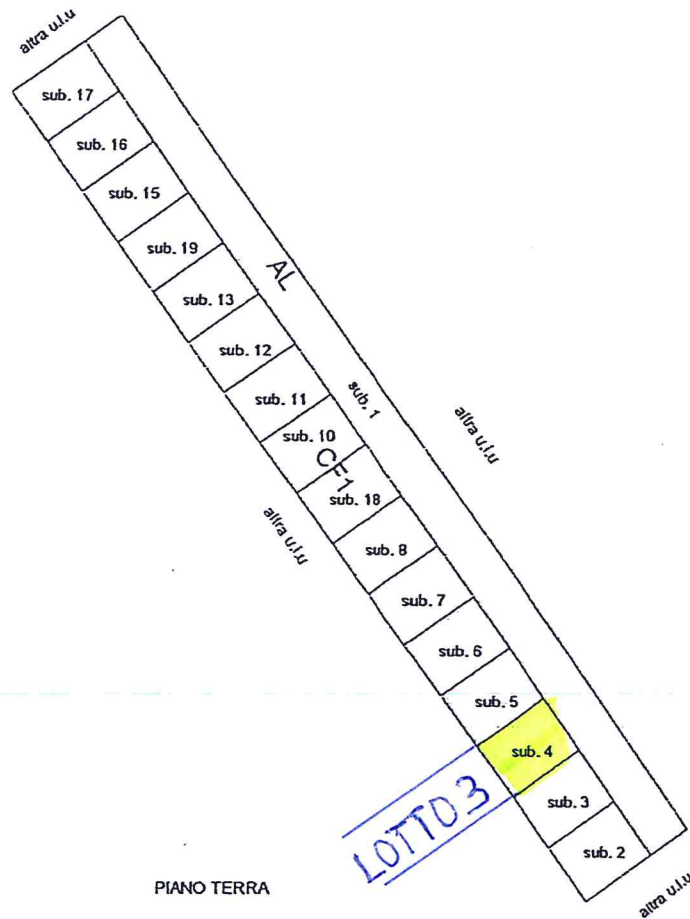 altra u.i.u
sub. 17
sub. 16
sub. 15
sub. 19
sub. 13
AL
sub. 12
sub. 11
sub. 1
sub. 10
altra u.i.u
CF1
sub. 18
altra u.i.u
sub. 8
sub. 7
sub. 6
sub. 5
sub. 4
LOTTO 3
sub. 3
sub. 2
PIANO TERRA
altra u.i.u